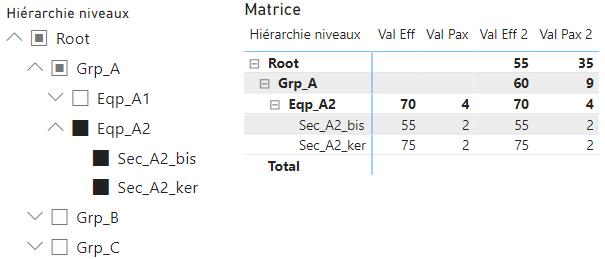 Hiérarchie niveaux
Root
Grp_A
Eqp_A1
Eqp_A2
Sec_A2_bis
Sec_A2_ker
Grp_B
Grp_C
Matrice
Hiérarchie niveaux Val Eff Val Pax Val Eff 2 Val Pax 2
Root 55 35
Grp_A 60 9
Eqp_A2 70 4 70 4
Sec_A2_bis 55 2 55 2
Sec_A2_ker 75 2 75 2
Total